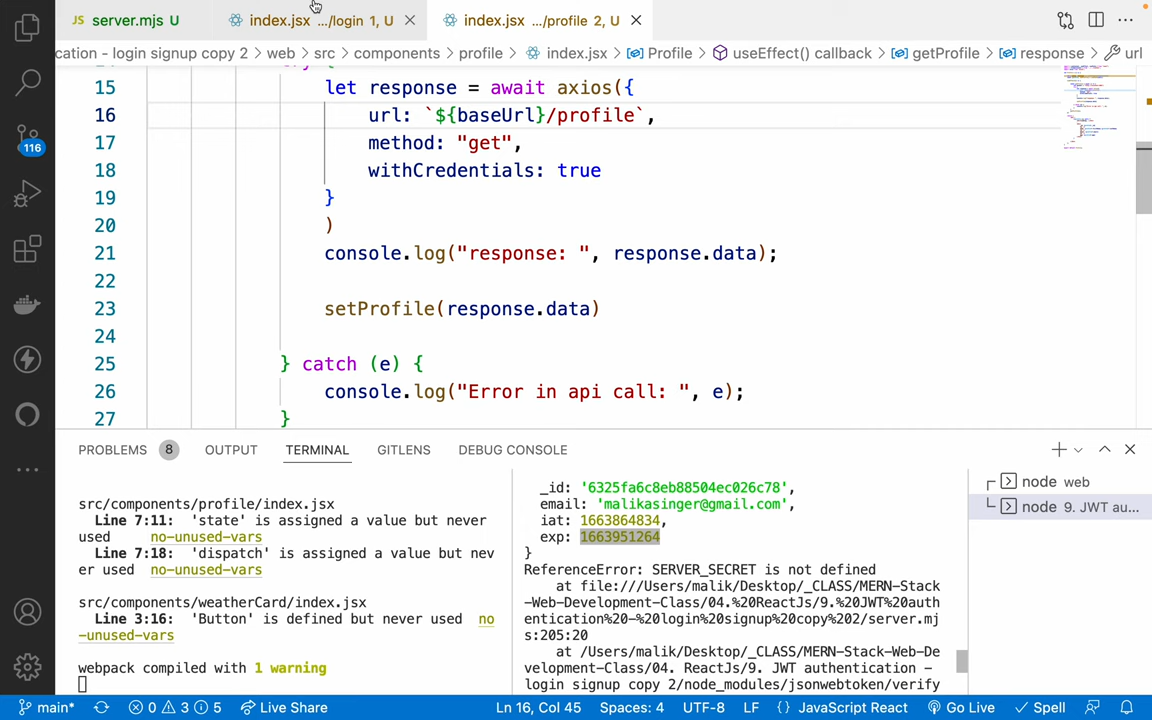 JS server.mjs U index.jsx .../login 1, U index.jsx .../profile 2, U
cation - login signup copy 2 > web > src > components > profile > index.jsx > Profile > useEffect() callback > getProfile > response > url
15 let response = await axios({
16 url: `${baseUrl}/profile`,
17 method: "get",
18 withCredentials: true
19 }
20 )
21 console.log("response: ", response.data);
22
23 setProfile(response.data)
24
25 } catch (e) {
26 console.log("Error in api call: ", e);
27 }
116
PROBLEMS 8 OUTPUT TERMINAL GITLENS DEBUG CONSOLE
src/components/profile/index.jsx
Line 7:11: 'state' is assigned a value but never
used no-unused-vars
Line 7:18: 'dispatch' is assigned a value but nev
er used no-unused-vars
src/components/weatherCard/index.jsx
Line 3:16: 'Button' is defined but never used no
-unused-vars
webpack compiled with 1 warning
_id: '6325fa6c8eb88504ec026c78',
email: 'malikasinger@gmail.com',
iat: 1663864834,
exp: 1663951264
}
ReferenceError: SERVER_SECRET is not defined
at file:///Users/malik/Desktop/_CLASS/MERN-Stack
-Web-Development-Class/04.%20ReactJs/9.%20JWT%20auth
entication%20-%20login%20signup%20copy%202/server.mj
s:205:20
at /Users/malik/Desktop/_CLASS/MERN-Stack-Web-De
velopment-Class/04. ReactJs/9. JWT authentication -
login signup copy 2/node_modules/jsonwebtoken/verify
node web
node 9. JWT au...
main* 0 3 5 Live Share Ln 16, Col 45 Spaces: 4 UTF-8 LF {} JavaScript React Go Live Spell